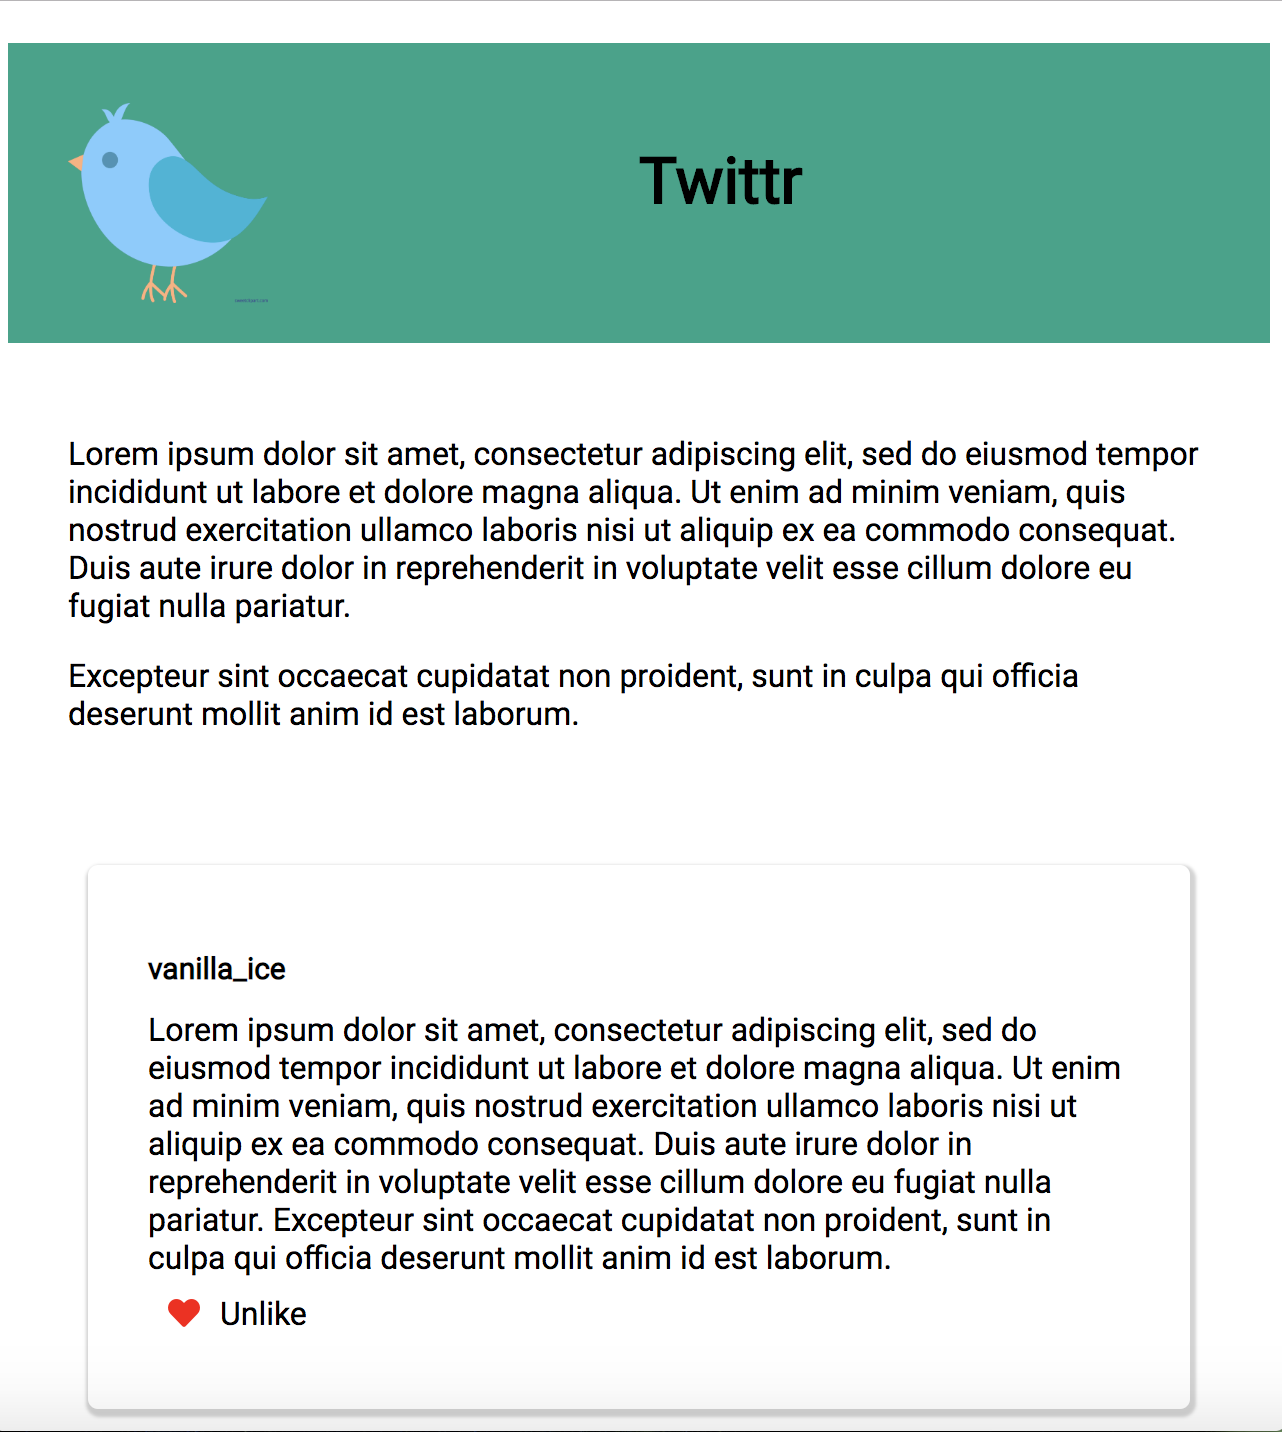 Twittr
Lorem ipsum dolor sit amet, consectetur adipiscing elit, sed do eiusmod tempor
incididunt ut labore et dolore magna aliqua. Ut enim ad minim veniam, quis
nostrud exercitation ullamco laboris nisi ut aliquip ex ea commodo consequat.
Duis aute irure dolor in reprehenderit in voluptate velit esse cillum dolore eu
fugiat nulla pariatur.
Excepteur sint occaecat cupidatat non proident, sunt in culpa qui officia
deserunt mollit anim id est laborum.
vanilla_ice
Lorem ipsum dolor sit amet, consectetur adipiscing elit, sed do
eiusmod tempor incididunt ut labore et dolore magna aliqua. Ut enim
ad minim veniam, quis nostrud exercitation ullamco laboris nisi ut
aliquip ex ea commodo consequat. Duis aute irure dolor in
reprehenderit in voluptate velit esse cillum dolore eu fugiat nulla
pariatur. Excepteur sint occaecat cupidatat non proident, sunt in
culpa qui officia deserunt mollit anim id est laborum.
Unlike